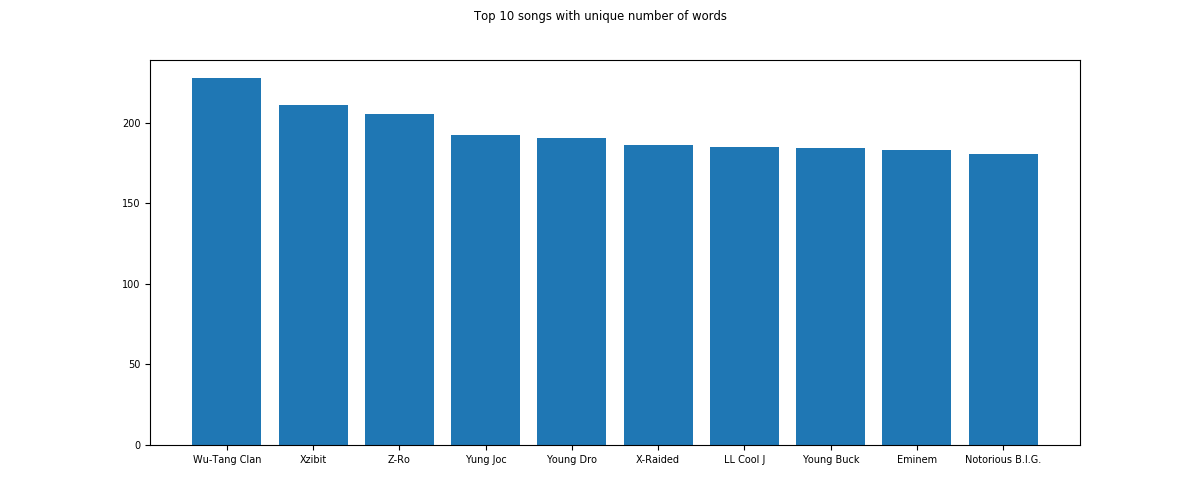 Top 10 songs with unique number of words
200
150
100
50
0
Wu-Tang Clan Xzibit Z-Ro Yung Joc Young Dro X-Raided LL Cool J Young Buck Eminem Notorious B.I.G.